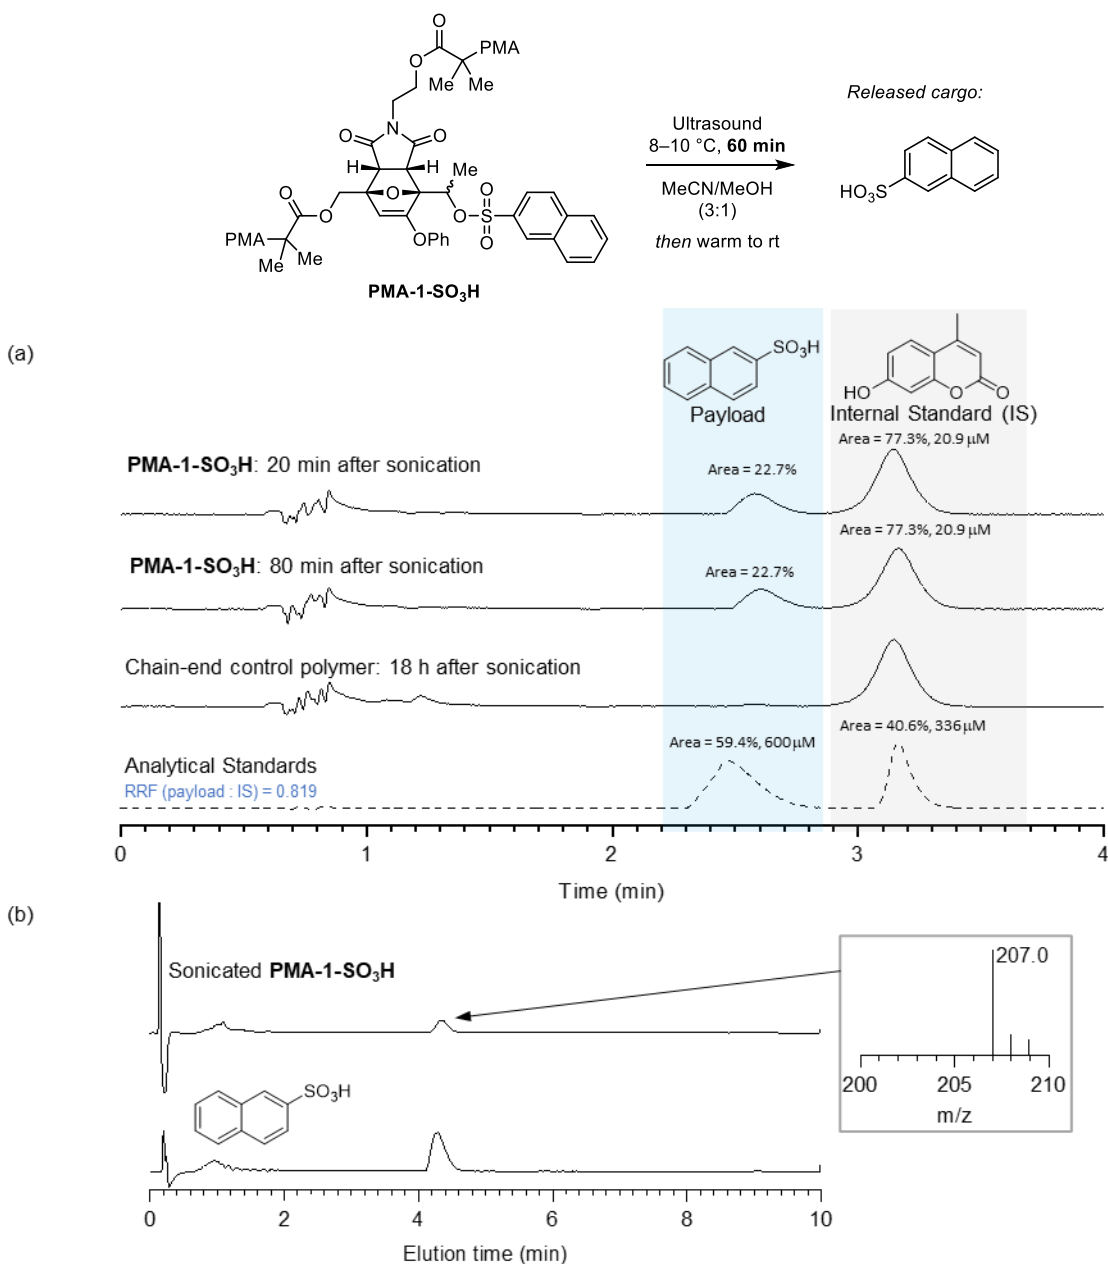 O
O
PMA
Me
Me
N
O
O
H
H
Me
O
O
O
PMA
Me
Me
O
O
S
O
O
OPh
PMA-1-SO3H
Ultrasound
8–10 °C, 60 min
MeCN/MeOH
(3:1)
then warm to rt
Released cargo:
HO3S
(a)
SO3H
Payload
HO
O
O
Internal Standard (IS)
PMA-1-SO3H: 20 min after sonication
Area = 22.7%
Area = 77.3%, 20.9 µM
PMA-1-SO3H: 80 min after sonication
Area = 22.7%
Area = 77.3%, 20.9 µM
Chain-end control polymer: 18 h after sonication
Analytical Standards
RRF (payload : IS) = 0.819
Area = 59.4%, 600 µM
Area = 40.6%, 336 µM
0 1 2 3 4
Time (min)
(b)
Sonicated PMA-1-SO3H
207.0
200 205 210
m/z
SO3H
0 2 4 6 8 10
Elution time (min)